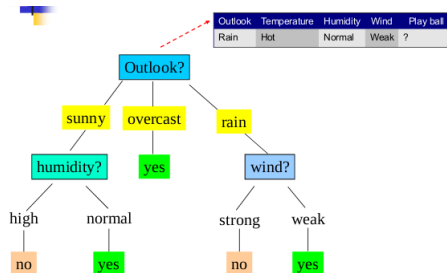 Outlook Temperature Humidity Wind Play ball
Rain Hot Normal Weak ?
Outlook?
sunny overcast rain
humidity? yes wind?
high normal strong weak
no yes no yes